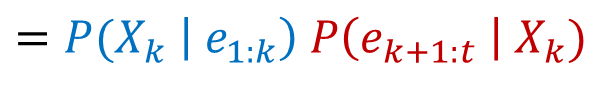 = P(X_k | e_{1:k}) P(e_{k+1:t} | X_k)